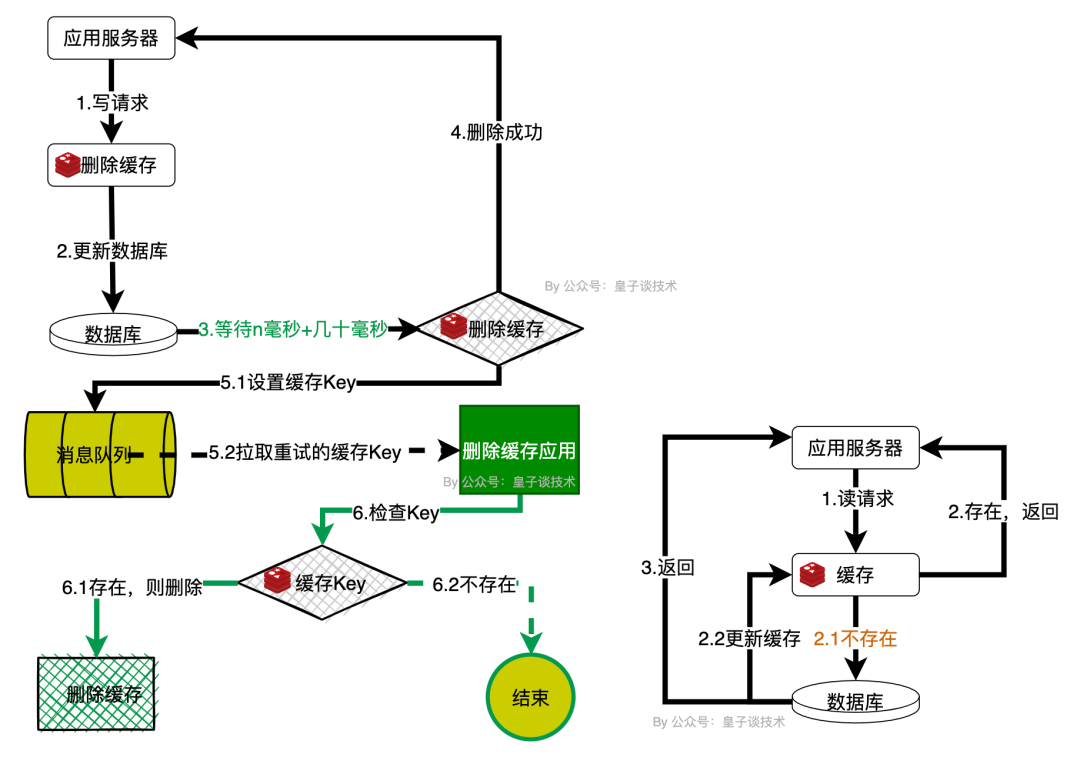 应用服务器
1.写请求
删除缓存
2.更新数据库
数据库
3.等待n毫秒+几十毫秒
删除缓存
4.删除成功
By 公众号：皇子谈技术
5.1设置缓存Key
消息队列
5.2拉取重试的缓存Key
删除缓存应用
By 公众号：皇子谈技术
6.检查Key
缓存Key
6.1存在，则删除
6.2不存在
删除缓存
结束
应用服务器
1.读请求
2.存在，返回
3.返回
缓存
2.2更新缓存
2.1不存在
数据库
By 公众号：皇子谈技术